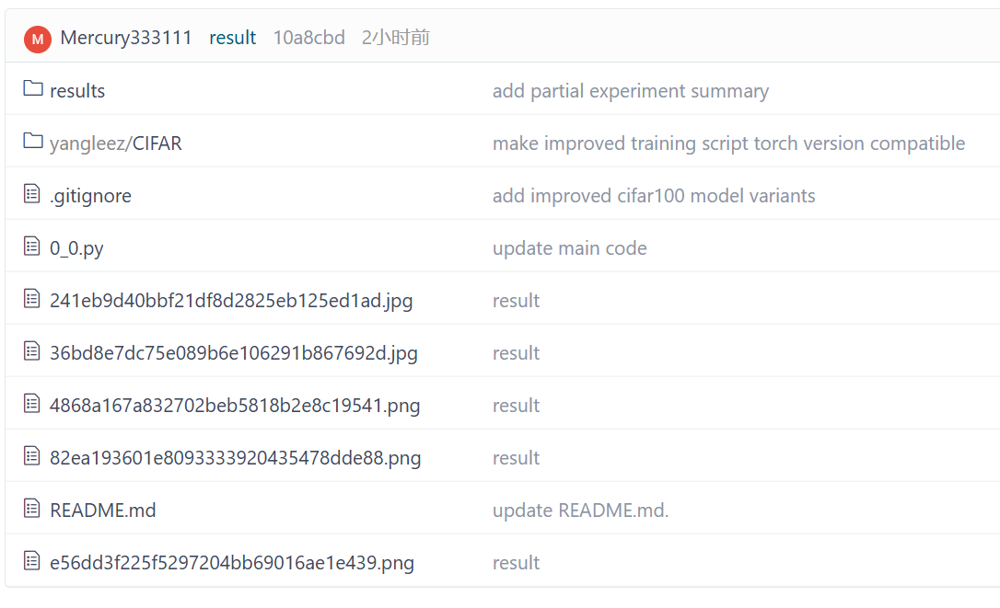 M Mercury333111 result 10a8cbd 2小时前
results add partial experiment summary
yangleez/CIFAR make improved training script torch version compatible
.gitignore add improved cifar100 model variants
0_0.py update main code
241eb9d40bbf21df8d2825eb125ed1ad.jpg result
36bd8e7dc75e089b6e106291b867692d.jpg result
4868a167a832702beb5818b2e8c19541.png result
82ea193601e8093333920435478dde88.png result
README.md update README.md.
e56dd3f225f5297204bb69016ae1e439.png result